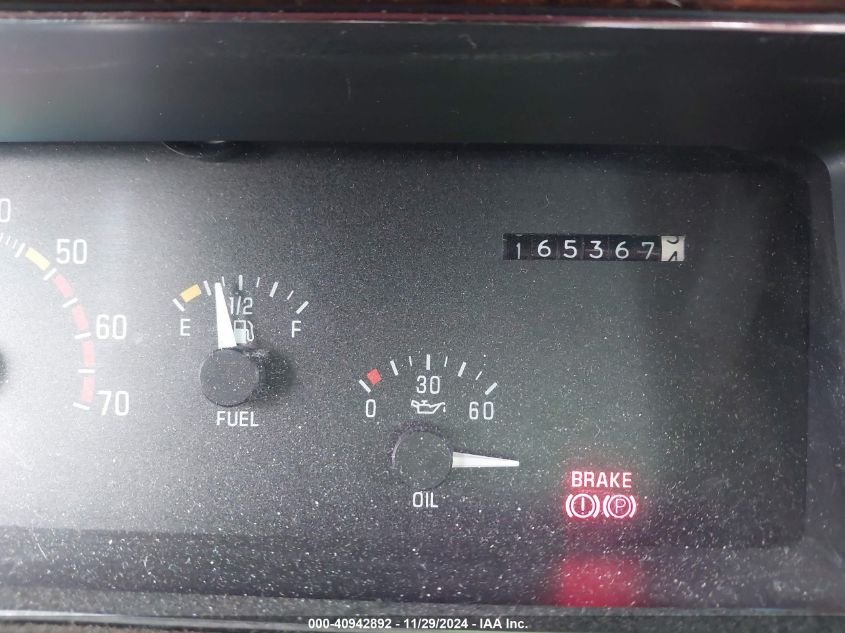 50
60
70
E 1/2 F
FUEL
165367
0 30 60
OIL
BRAKE
P
000-40942892 - 11/29/2024 - IAA Inc.